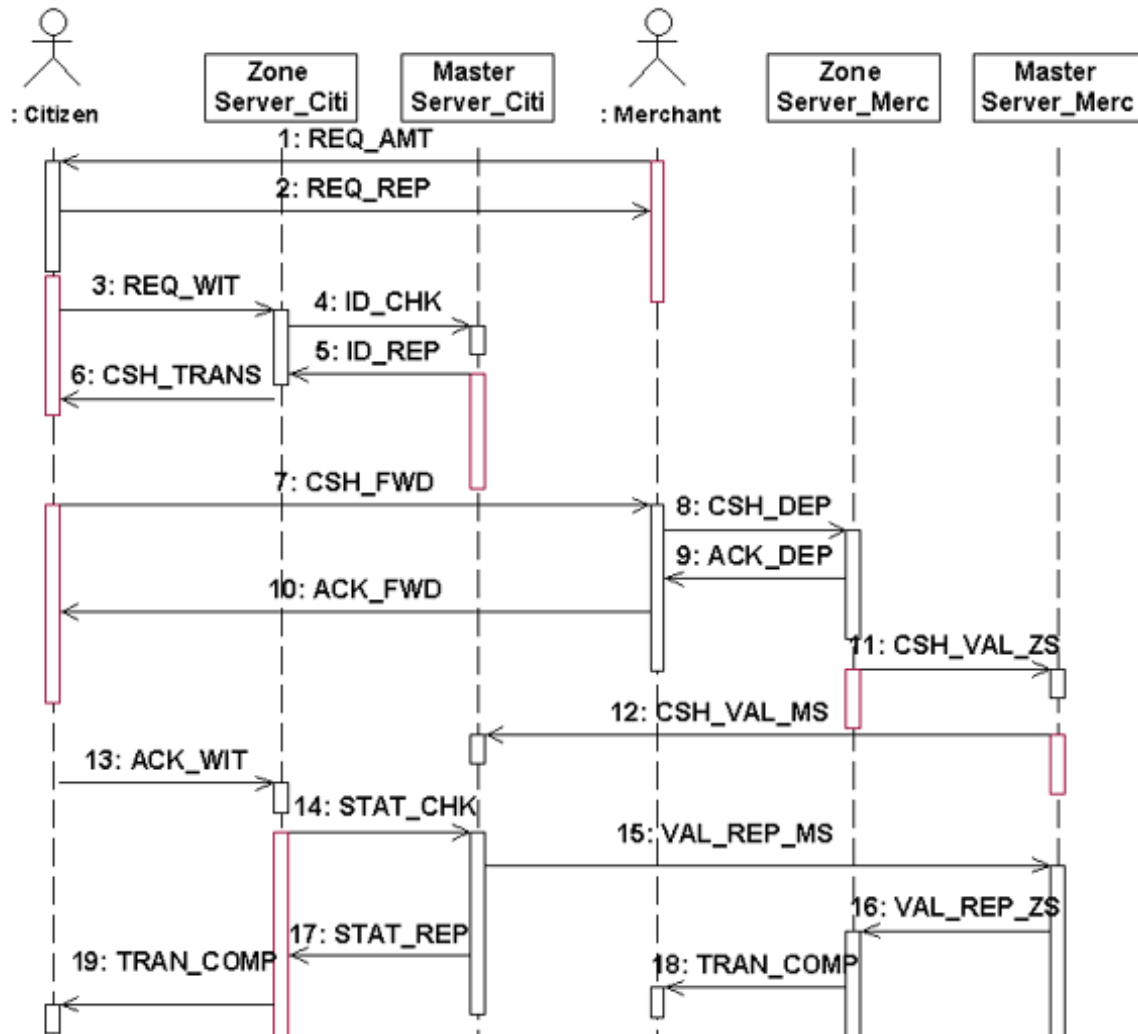 Zone
Server_Citi
Master
Server_Citi
Zone
Server_Merc
Master
Server_Merc
: Citizen
: Merchant
1: REQ_AMT
2: REQ_REP
3: REQ_WIT
4: ID_CHK
5: ID_REP
6: CSH_TRANS
7: CSH_FWD
8: CSH_DEP
9: ACK_DEP
10: ACK_FWD
11: CSH_VAL_ZS
12: CSH_VAL_MS
13: ACK_WIT
14: STAT_CHK
15: VAL_REP_MS
16: VAL_REP_ZS
17: STAT_REP
18: TRAN_COMP
19: TRAN_COMP